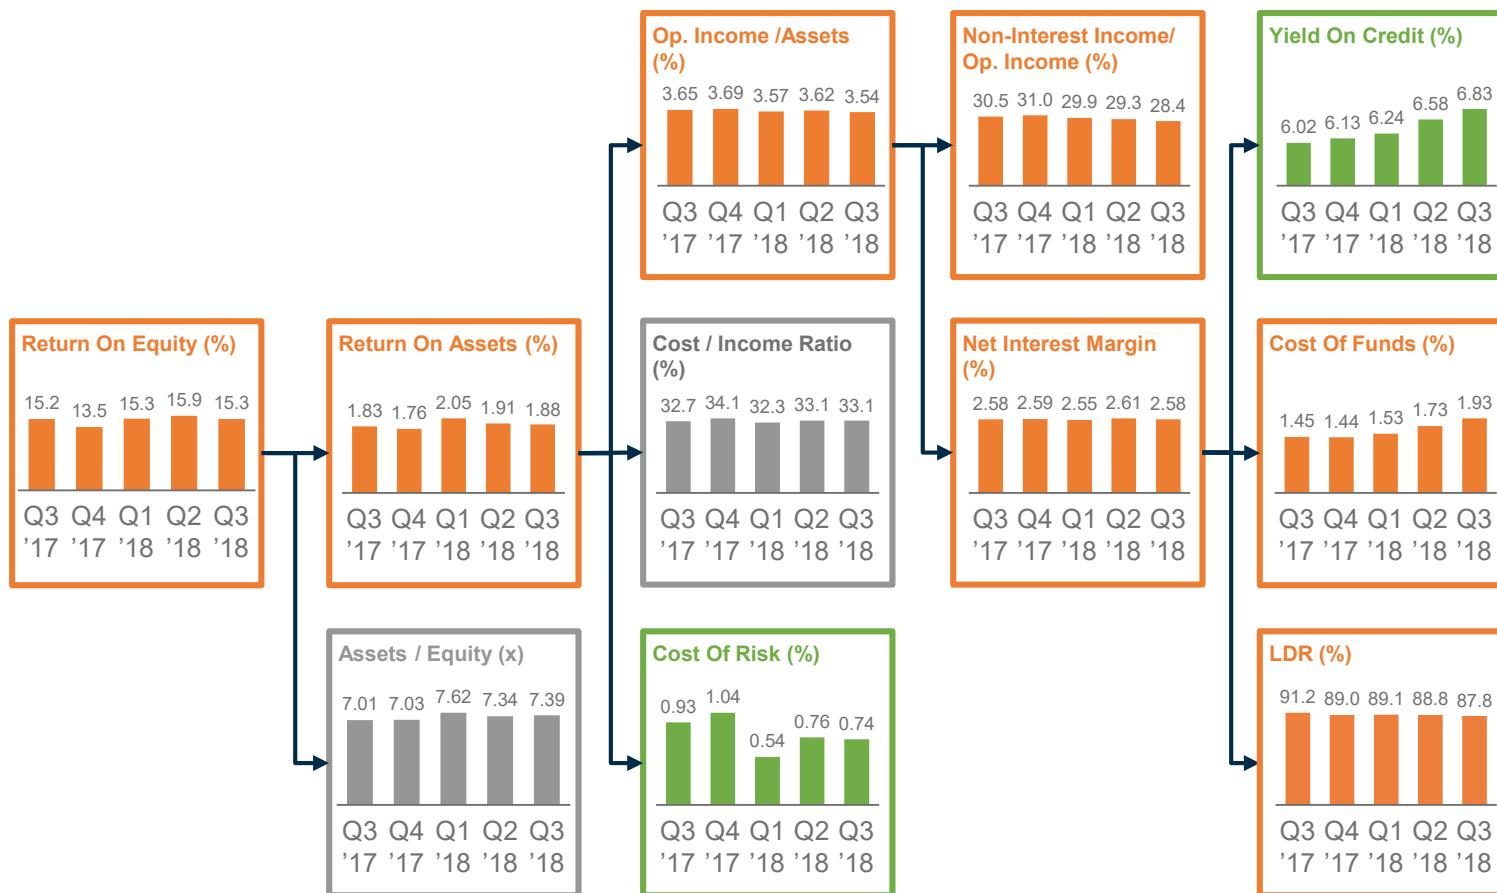 Op. Income /Assets
(%)
3.65 3.69 3.57 3.62 3.54
Q3 Q4 Q1 Q2 Q3
’17 ’17 ’18 ’18 ’18
Non-Interest Income/
Op. Income (%)
30.5 31.0 29.9 29.3 28.4
Q3 Q4 Q1 Q2 Q3
’17 ’17 ’18 ’18 ’18
Yield On Credit (%)
6.02 6.13 6.24 6.58 6.83
Q3 Q4 Q1 Q2 Q3
’17 ’17 ’18 ’18 ’18
Return On Equity (%)
15.2 13.5 15.3 15.9 15.3
Q3 Q4 Q1 Q2 Q3
’17 ’17 ’18 ’18 ’18
Return On Assets (%)
1.83 1.76 2.05 1.91 1.88
Q3 Q4 Q1 Q2 Q3
’17 ’17 ’18 ’18 ’18
Cost / Income Ratio
(%)
32.7 34.1 32.3 33.1 33.1
Q3 Q4 Q1 Q2 Q3
’17 ’17 ’18 ’18 ’18
Net Interest Margin
(%)
2.58 2.59 2.55 2.61 2.58
Q3 Q4 Q1 Q2 Q3
’17 ’17 ’18 ’18 ’18
Cost Of Funds (%)
1.45 1.44 1.53 1.73 1.93
Q3 Q4 Q1 Q2 Q3
’17 ’17 ’18 ’18 ’18
Assets / Equity (x)
7.01 7.03 7.62 7.34 7.39
Q3 Q4 Q1 Q2 Q3
’17 ’17 ’18 ’18 ’18
Cost Of Risk (%)
0.93 1.04 0.54 0.76 0.74
Q3 Q4 Q1 Q2 Q3
’17 ’17 ’18 ’18 ’18
LDR (%)
91.2 89.0 89.1 88.8 87.8
Q3 Q4 Q1 Q2 Q3
’17 ’17 ’18 ’18 ’18